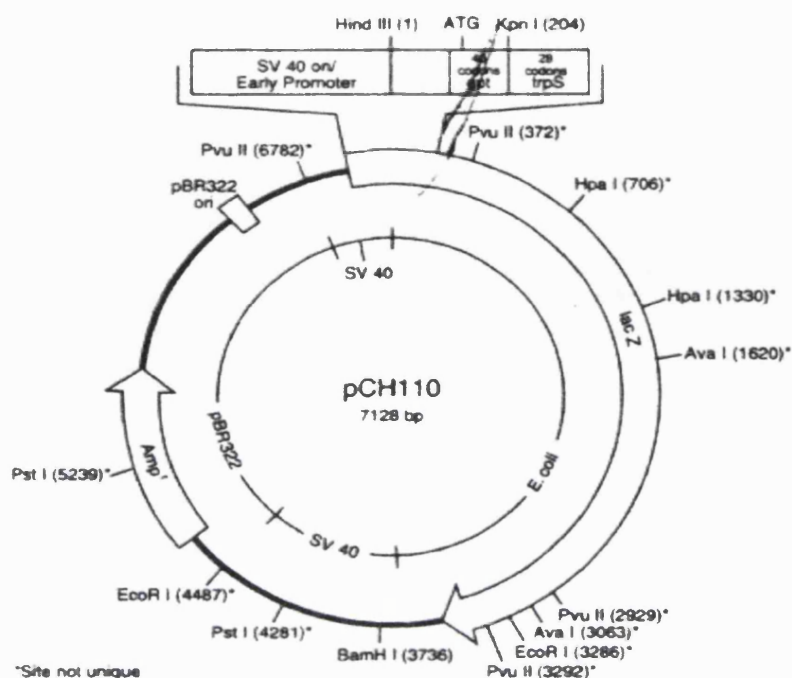 Hind III (1) ATG Kpn I (204)
SV 40 ori/
Early Promoter
codons
gpt
28
codons
trpS
Pvu II (372)*
Pvu II (6782)*
pBR322
ori
Hpa I (706)*
SV 40
Hpa I (1330)*
lac Z
Ava I (1620)*
pCH110
7128 bp
pBR322
E. coli
Ampʳ
Pst I (5239)*
SV 40
EcoR I (4487)*
Pst I (4281)*
BamH I (3736)
Pvu II (2929)*
Ava I (3063)*
EcoR I (3286)*
Pvu II (3292)*
*Site not unique